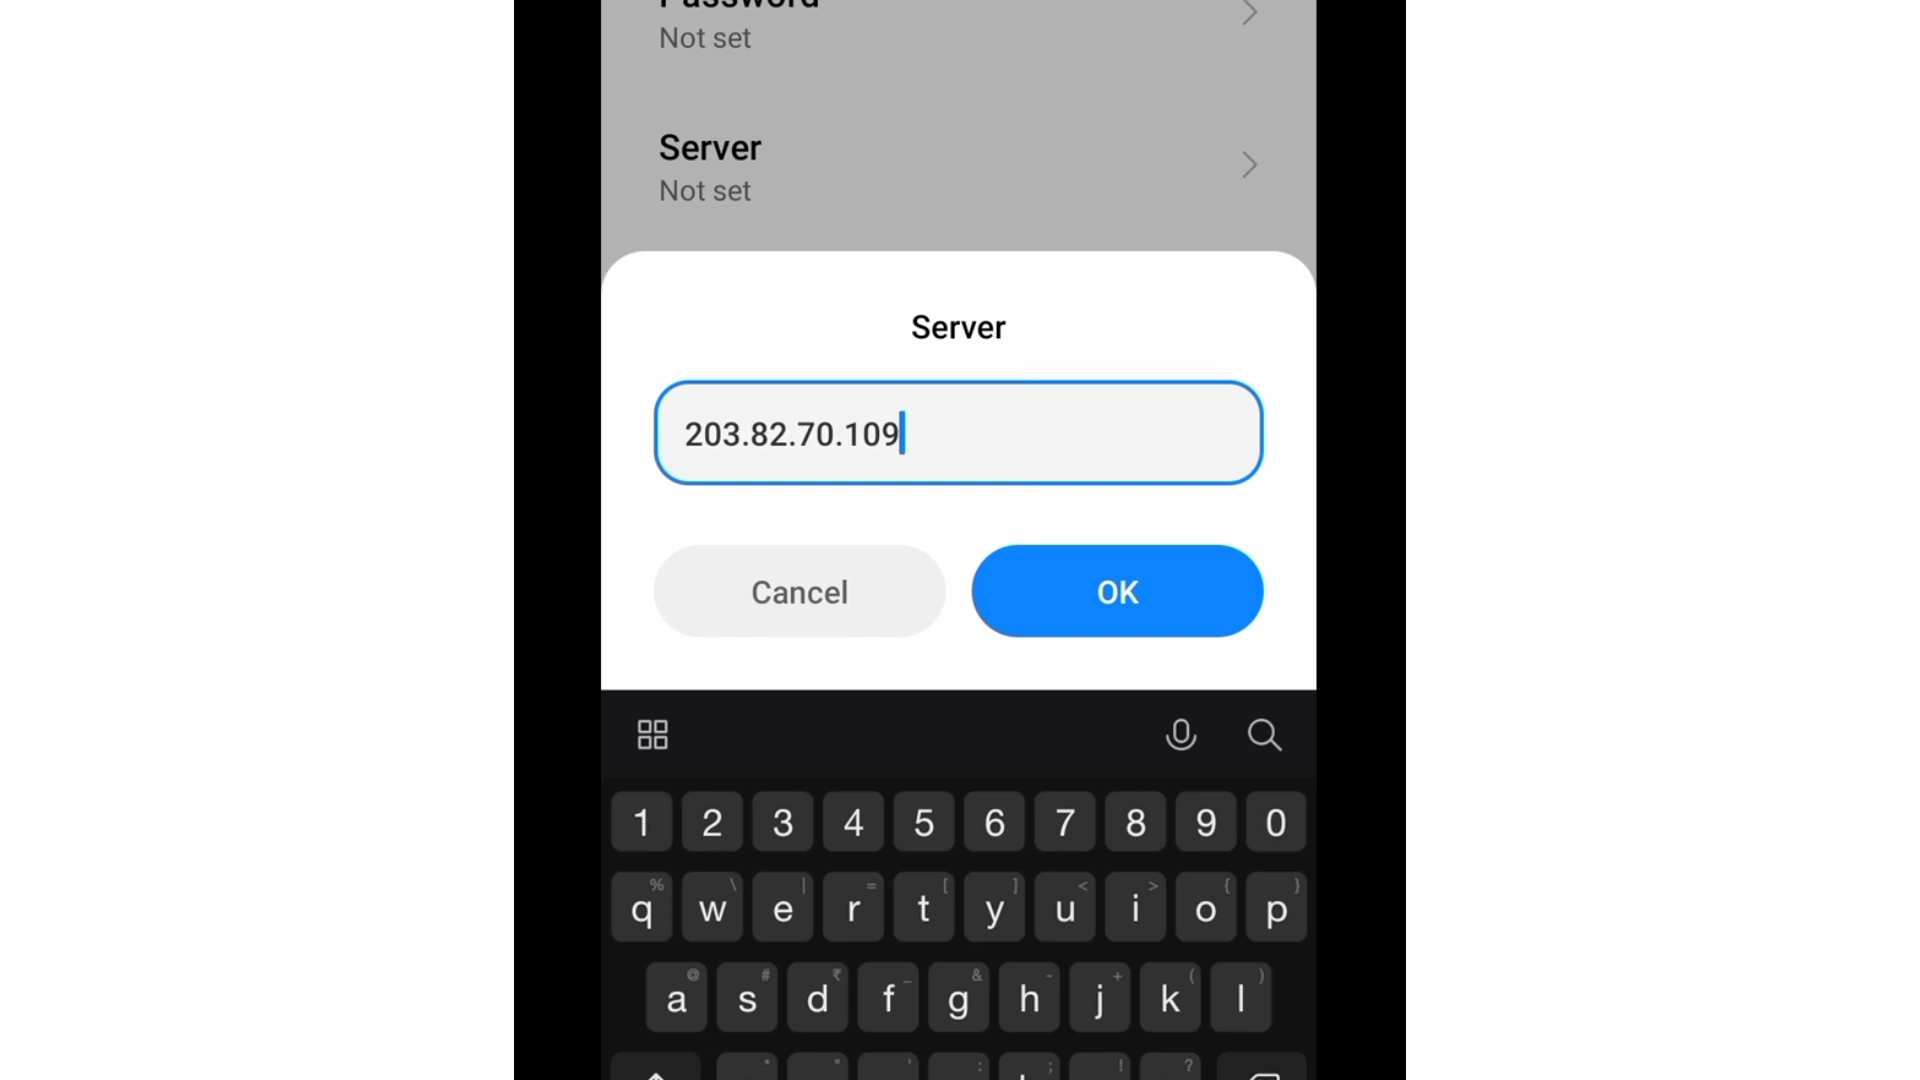 Password
Not set
Server
Not set
Server
203.82.70.109
Cancel
OK
1 2 3 4 5 6 7 8 9 0
% \ | = [ ] < > { }
q w e r t y u i o p
@ # ₹ _ & - + ( )
a s d f g h j k l
* " ' : ; ! ?